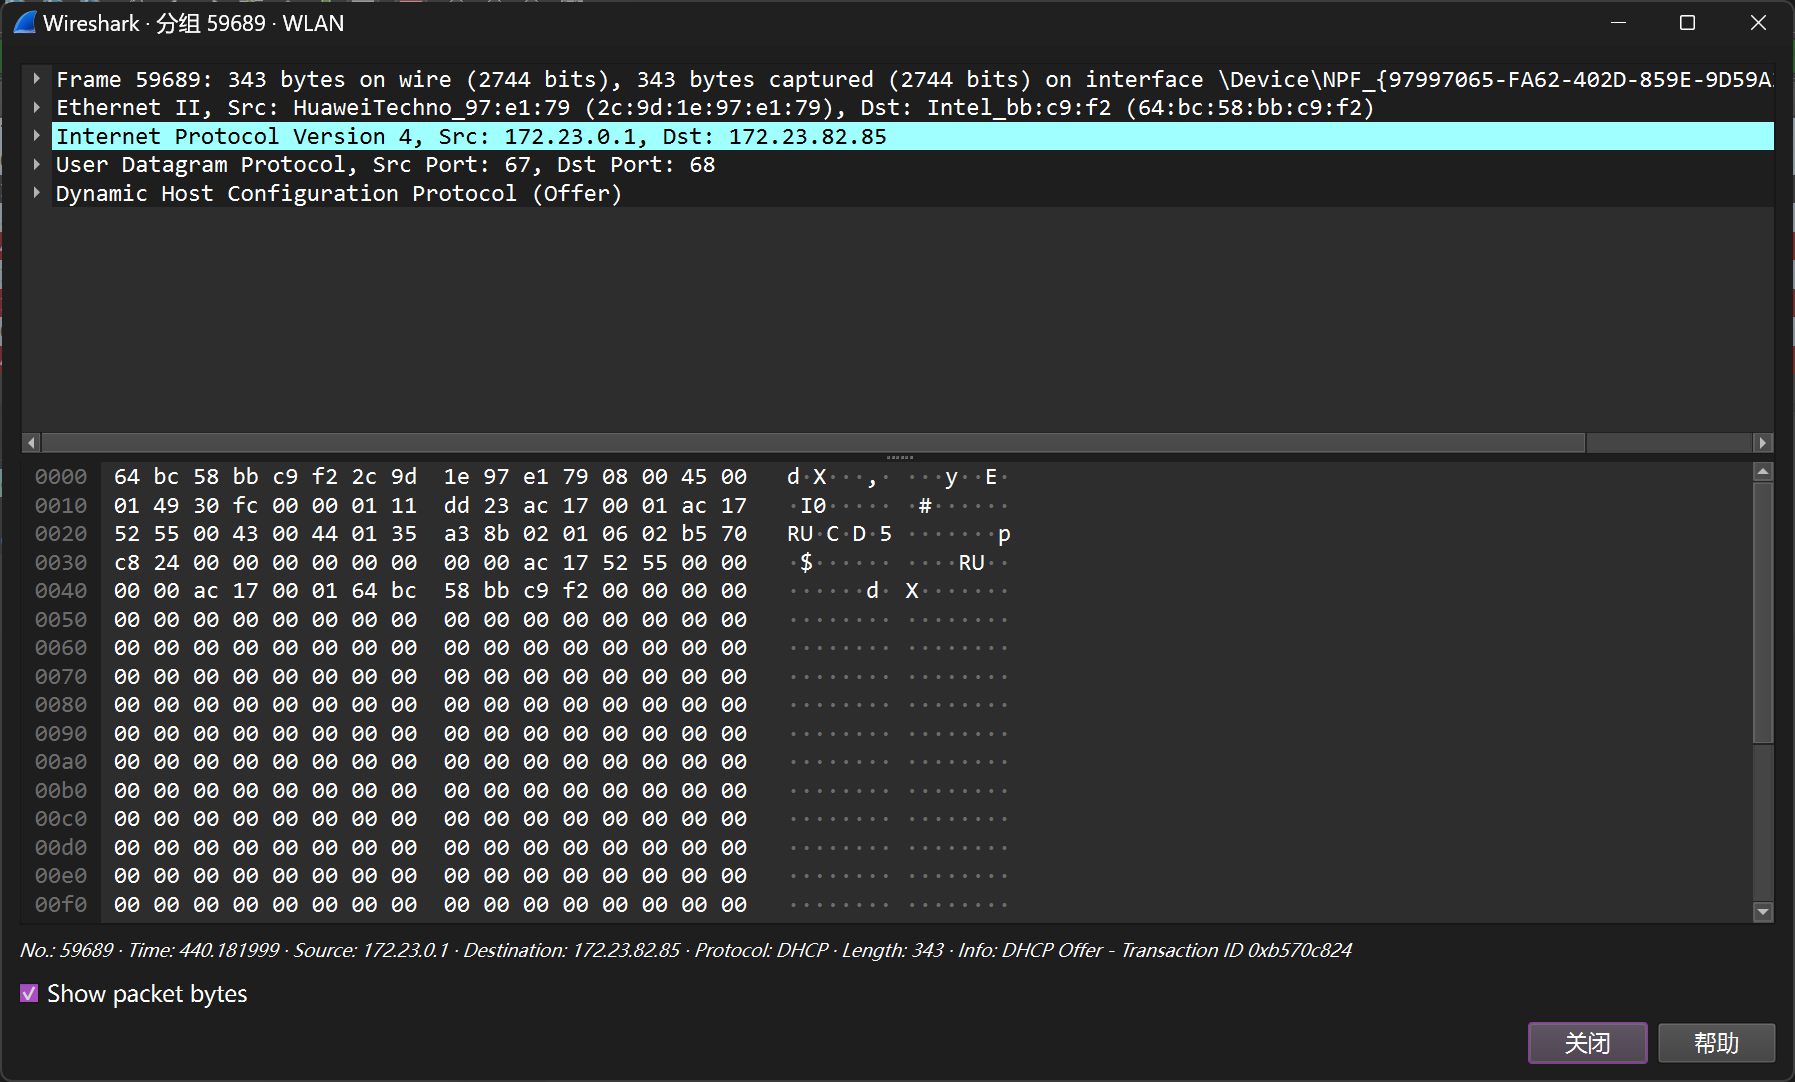 Wireshark · 分组 59689 · WLAN
Frame 59689: 343 bytes on wire (2744 bits), 343 bytes captured (2744 bits) on interface \Device\NPF_{97997065-FA62-402D-859E-9D59A
Ethernet II, Src: HuaweiTechno_97:e1:79 (2c:9d:1e:97:e1:79), Dst: Intel_bb:c9:f2 (64:bc:58:bb:c9:f2)
Internet Protocol Version 4, Src: 172.23.0.1, Dst: 172.23.82.85
User Datagram Protocol, Src Port: 67, Dst Port: 68
Dynamic Host Configuration Protocol (Offer)
0000 64 bc 58 bb c9 f2 2c 9d 1e 97 e1 79 08 00 45 00 d·X···,· ···y··E·
0010 01 49 30 fc 00 00 01 11 dd 23 ac 17 00 01 ac 17 ·I0····· ·#······
0020 52 55 00 43 00 44 01 35 a3 8b 02 01 06 02 b5 70 RU·C·D·5 ·······p
0030 c8 24 00 00 00 00 00 00 00 00 ac 17 52 55 00 00 ·$······ ····RU··
0040 00 00 ac 17 00 01 64 bc 58 bb c9 f2 00 00 00 00 ······d· X·······
0050 00 00 00 00 00 00 00 00 00 00 00 00 00 00 00 00 ········ ········
0060 00 00 00 00 00 00 00 00 00 00 00 00 00 00 00 00 ········ ········
0070 00 00 00 00 00 00 00 00 00 00 00 00 00 00 00 00 ········ ········
0080 00 00 00 00 00 00 00 00 00 00 00 00 00 00 00 00 ········ ········
0090 00 00 00 00 00 00 00 00 00 00 00 00 00 00 00 00 ········ ········
00a0 00 00 00 00 00 00 00 00 00 00 00 00 00 00 00 00 ········ ········
00b0 00 00 00 00 00 00 00 00 00 00 00 00 00 00 00 00 ········ ········
00c0 00 00 00 00 00 00 00 00 00 00 00 00 00 00 00 00 ········ ········
00d0 00 00 00 00 00 00 00 00 00 00 00 00 00 00 00 00 ········ ········
00e0 00 00 00 00 00 00 00 00 00 00 00 00 00 00 00 00 ········ ········
00f0 00 00 00 00 00 00 00 00 00 00 00 00 00 00 00 00 ········ ········
No.: 59689 · Time: 440.181999 · Source: 172.23.0.1 · Destination: 172.23.82.85 · Protocol: DHCP · Length: 343 · Info: DHCP Offer - Transaction ID 0xb570c824
Show packet bytes
关闭
帮助